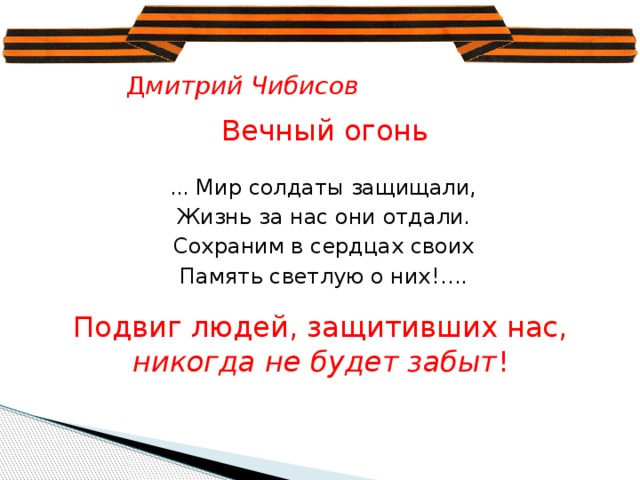 Дмитрий Чибисов
Вечный огонь
... Мир солдаты защищали,
Жизнь за нас они отдали.
Сохраним в сердцах своих
Память светлую о них!....
Подвиг людей, защитивших нас,
никогда не будет забыт!